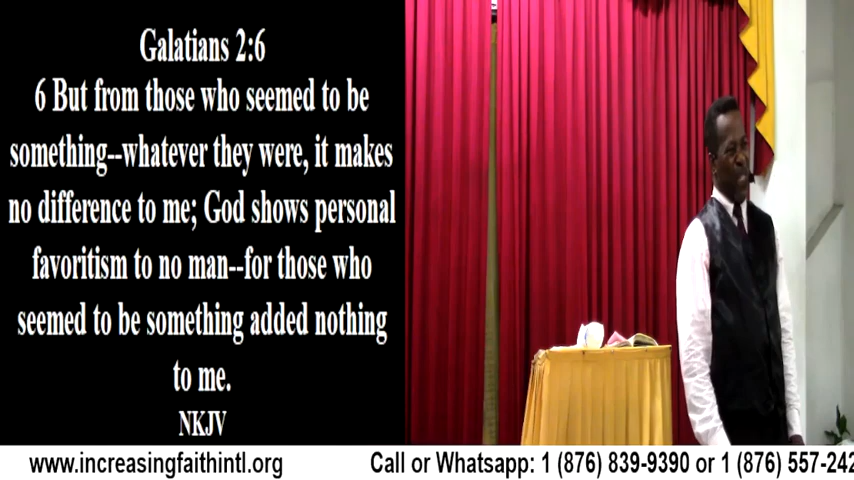 Galatians 2:6
6 But from those who seemed to be
something--whatever they were, it makes
no difference to me; God shows personal
favoritism to no man--for those who
seemed to be something added nothing
to me.
NKJV
www.increasingfaithintl.org
Call or Whatsapp: 1 (876) 839-9390 or 1 (876) 557-242